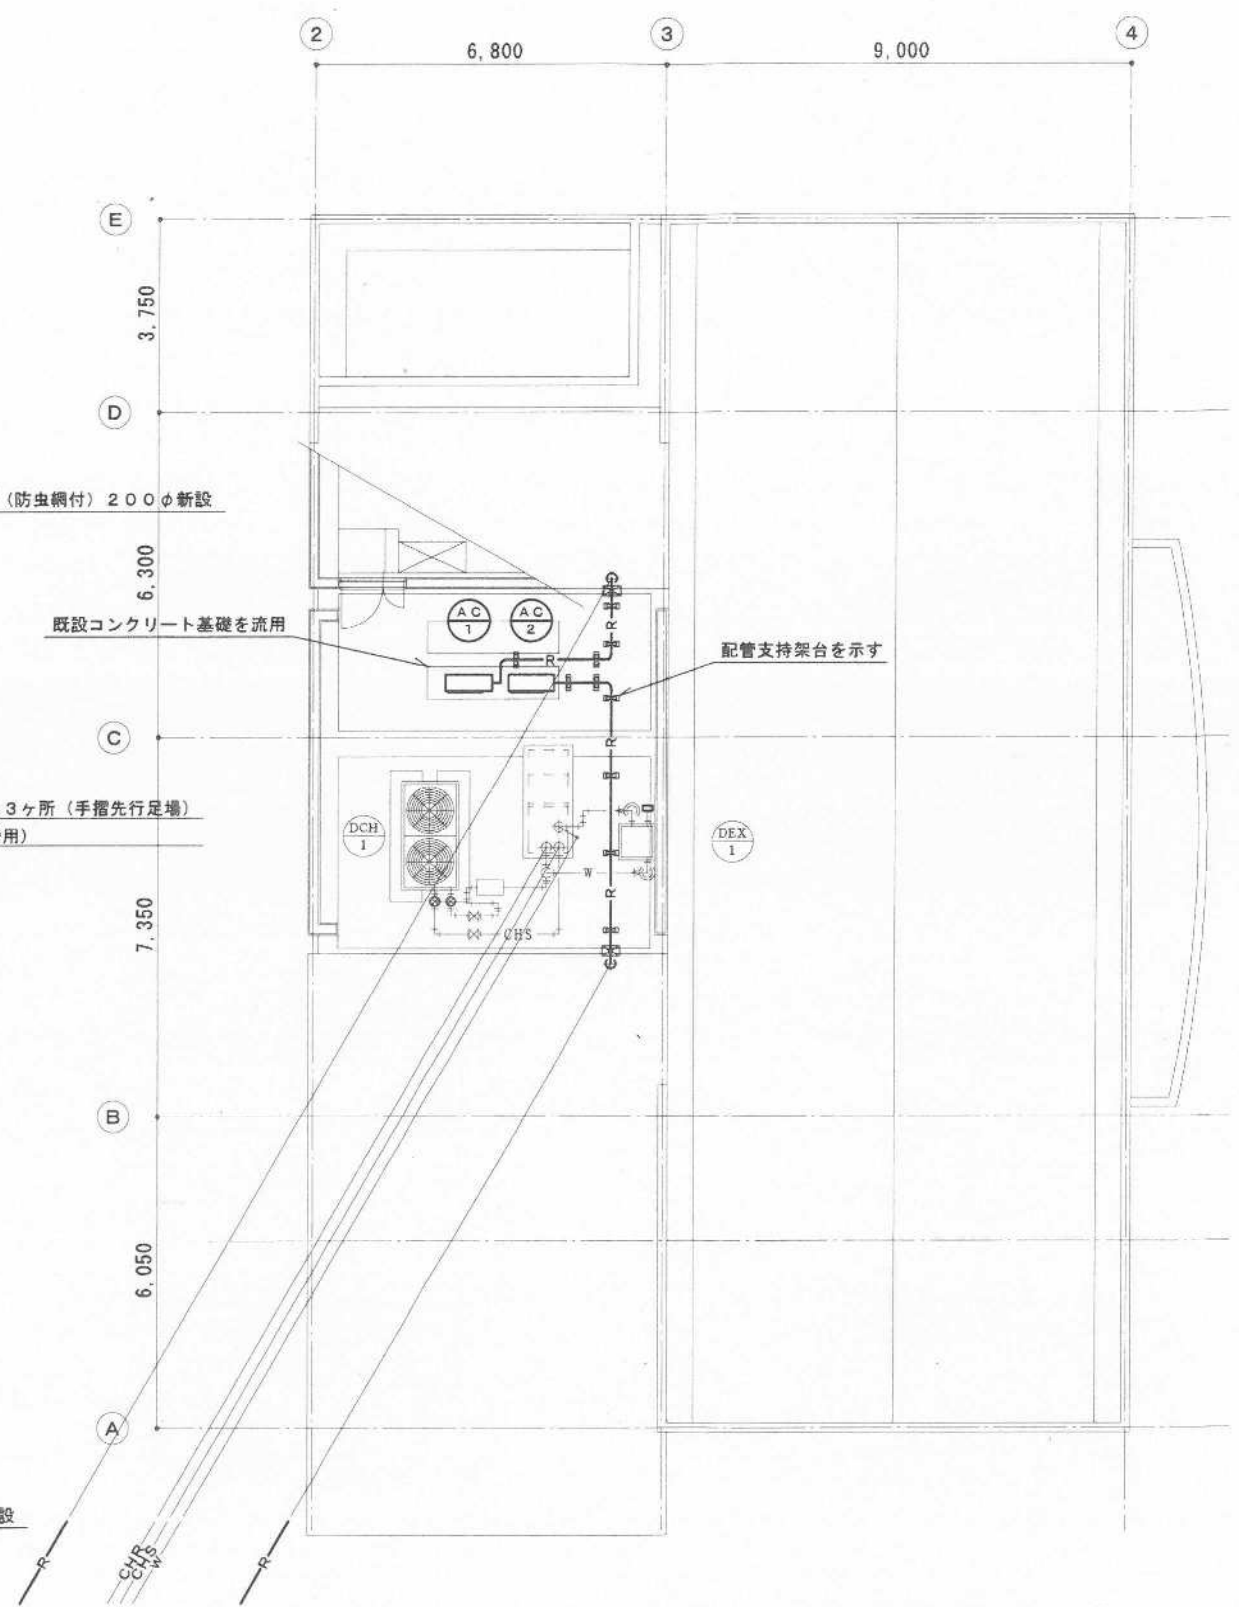 2
3
4
6,800
9,000
E
3,750
D
(防虫網付) 200φ新設
6,300
既設コンクリート基礎を流用
AC
1
AC
2
R
R
配管支持架台を示す
C
R
3ヶ所(手摺先行足場)
用)
DCH
1
DEX
1
W
R
CHS
7,350
B
6,050
A
設
R
CHR
CHS
W
R